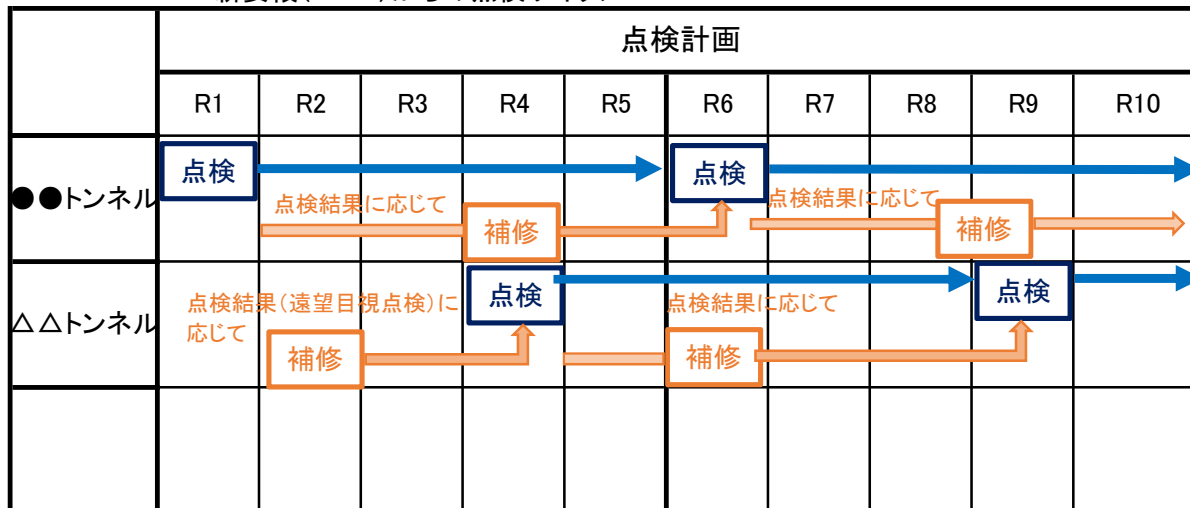 点検計画
R1 R2 R3 R4 R5 R6 R7 R8 R9 R10
●●トンネル
点検
点検
点検結果に応じて
補修
点検結果に応じて
補修
△△トンネル
点検結果(遠望目視点検)に
応じて
補修
点検
点検結果に応じて
補修
点検